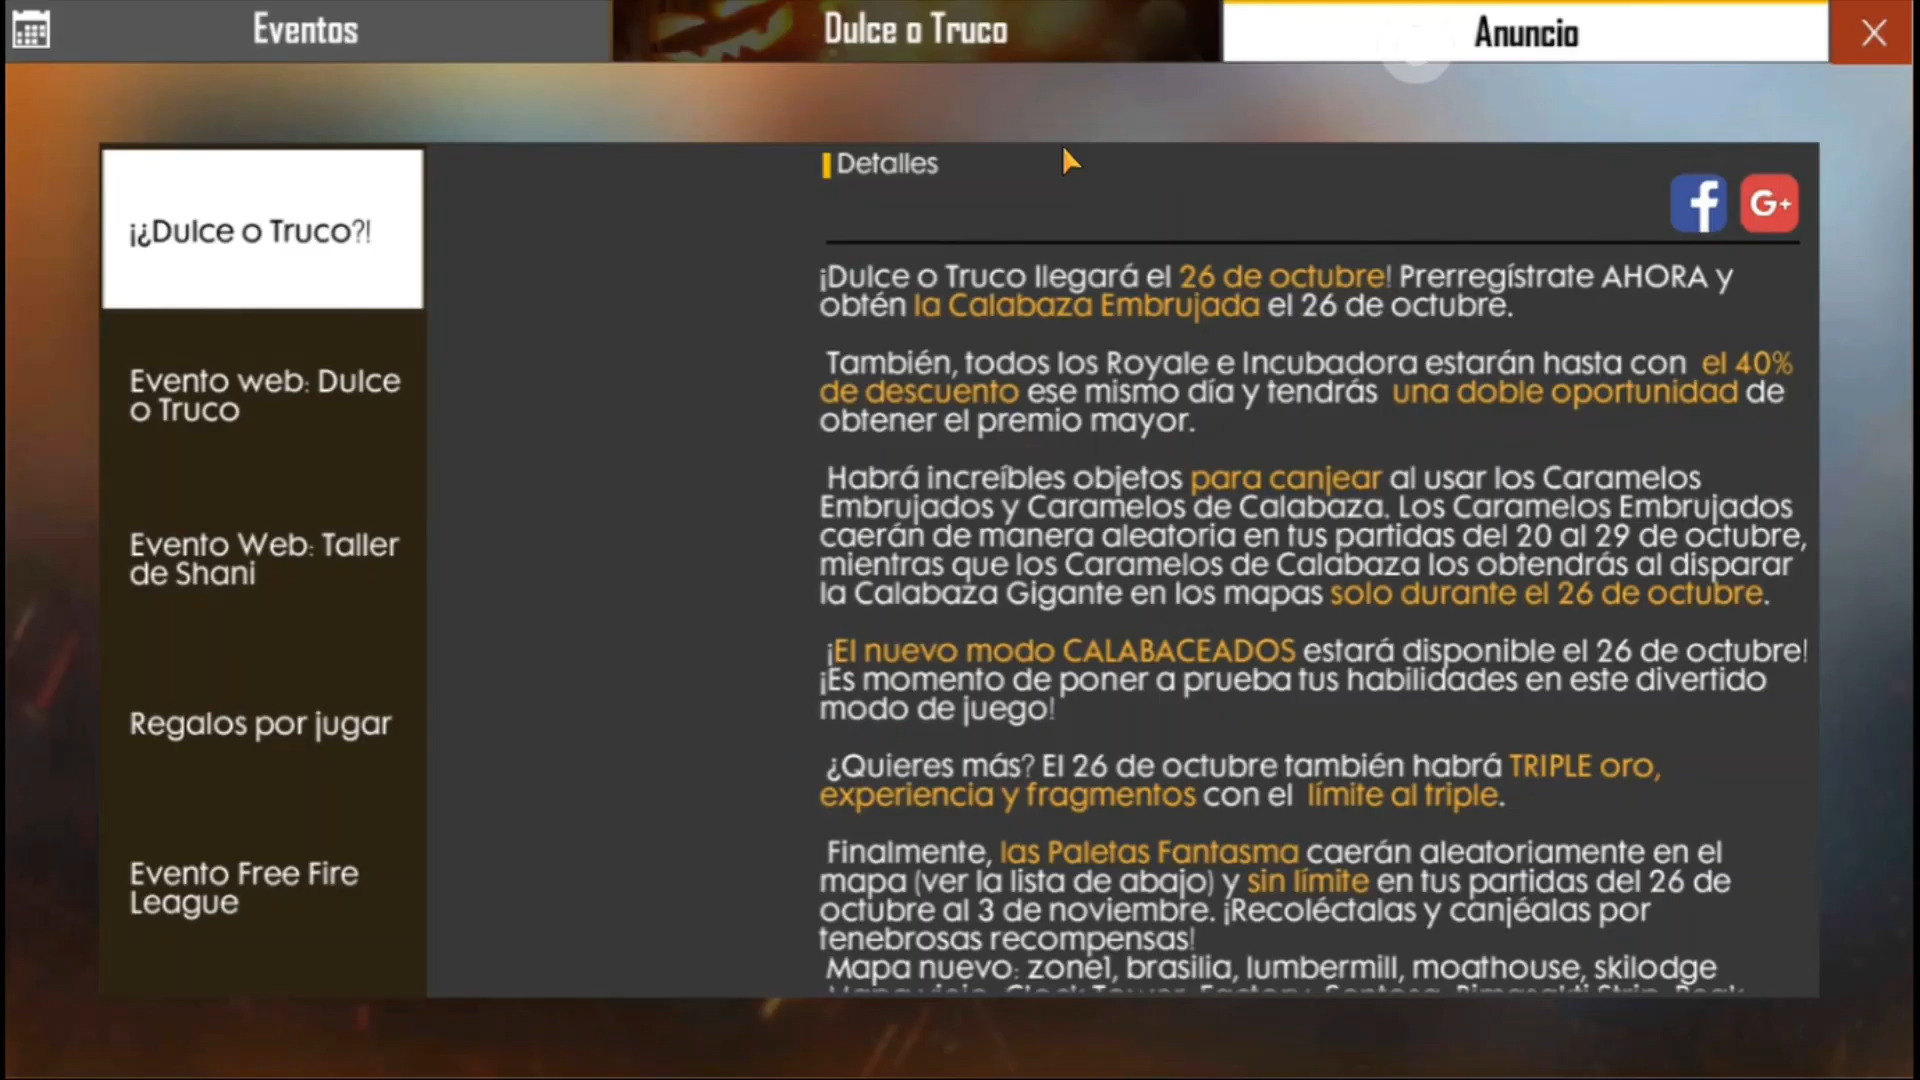 Eventos
Dulce o Truco
Anuncio
¡¿Dulce o Truco?!
Evento web: Dulce
o Truco
Evento Web: Taller
de Shani
Regalos por jugar
Evento Free Fire
League
Detalles
¡Dulce o Truco llegará el 26 de octubre! Prerregístrate AHORA y
obtén la Calabaza Embrujada el 26 de octubre.
También, todos los Royale e Incubadora estarán hasta con el 40%
de descuento ese mismo día y tendrás una doble oportunidad de
obtener el premio mayor.
Habrá increíbles objetos para canjear al usar los Caramelos
Embrujados y Caramelos de Calabaza. Los Caramelos Embrujados
caerán de manera aleatoria en tus partidas del 20 al 29 de octubre,
mientras que los Caramelos de Calabaza los obtendrás al disparar
la Calabaza Gigante en los mapas solo durante el 26 de octubre.
¡El nuevo modo CALABACEADOS estará disponible el 26 de octubre!
¡Es momento de poner a prueba tus habilidades en este divertido
modo de juego!
¿Quieres más? El 26 de octubre también habrá TRIPLE oro,
experiencia y fragmentos con el límite al triple.
Finalmente, las Paletas Fantasma caerán aleatoriamente en el
mapa (ver la lista de abajo) y sin límite en tus partidas del 26 de
octubre al 3 de noviembre. ¡Recoléctalas y canjéalas por
tenebrosas recompensas!
Mapa nuevo: zone1, brasilia, lumbermill, moathouse, skilodge
Mapa viejo: Clock Tower, Factory, Sentosa, Bimasakti Strip, Peak